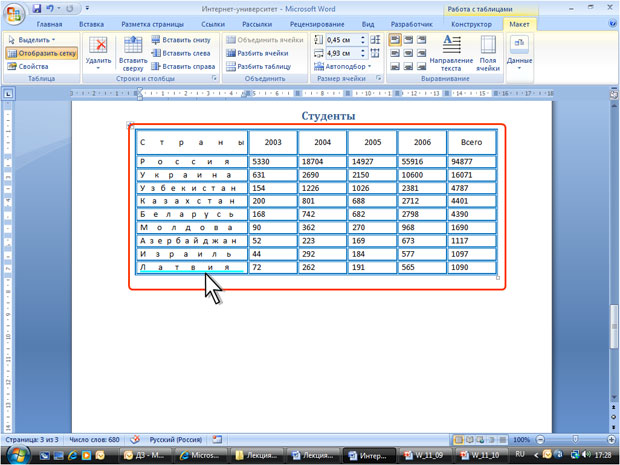 Интернет-университет - Microsoft Word
Работа с таблицами
Главная Вставка Разметка страницы Ссылки Рассылки Рецензирование Вид Разработчик Конструктор Макет
Выделить
Отобразить сетку
Свойства
Таблица
Удалить
Вставить сверху
Вставить снизу
Вставить слева
Вставить справа
Строки и столбцы
Объединить ячейки
Разбить ячейки
Разбить таблицу
Объединить
0,45 см
4,93 см
Автоподбор
Размер ячейки
Направление текста
Поля ячейки
Выравнивание
Данные
Студенты
Страны 2003 2004 2005 2006 Всего
Россия 5330 18704 14927 55916 94877
Украина 631 2690 2150 10600 16071
Узбекистан 154 1226 1026 2381 4787
Казахстан 200 801 688 2712 4401
Беларусь 168 742 682 2798 4390
Молдова 90 362 270 968 1690
Азербайджан 52 223 169 673 1117
Израиль 44 292 184 577 1097
Латвия 72 262 191 565 1090
Страница: 3 из 3 Число слов: 680 Русский (Россия) 100%
ДЗ - M... Micros... Лекция... Лекция... Интер... W_11_09 W_11_10 RU 17:28